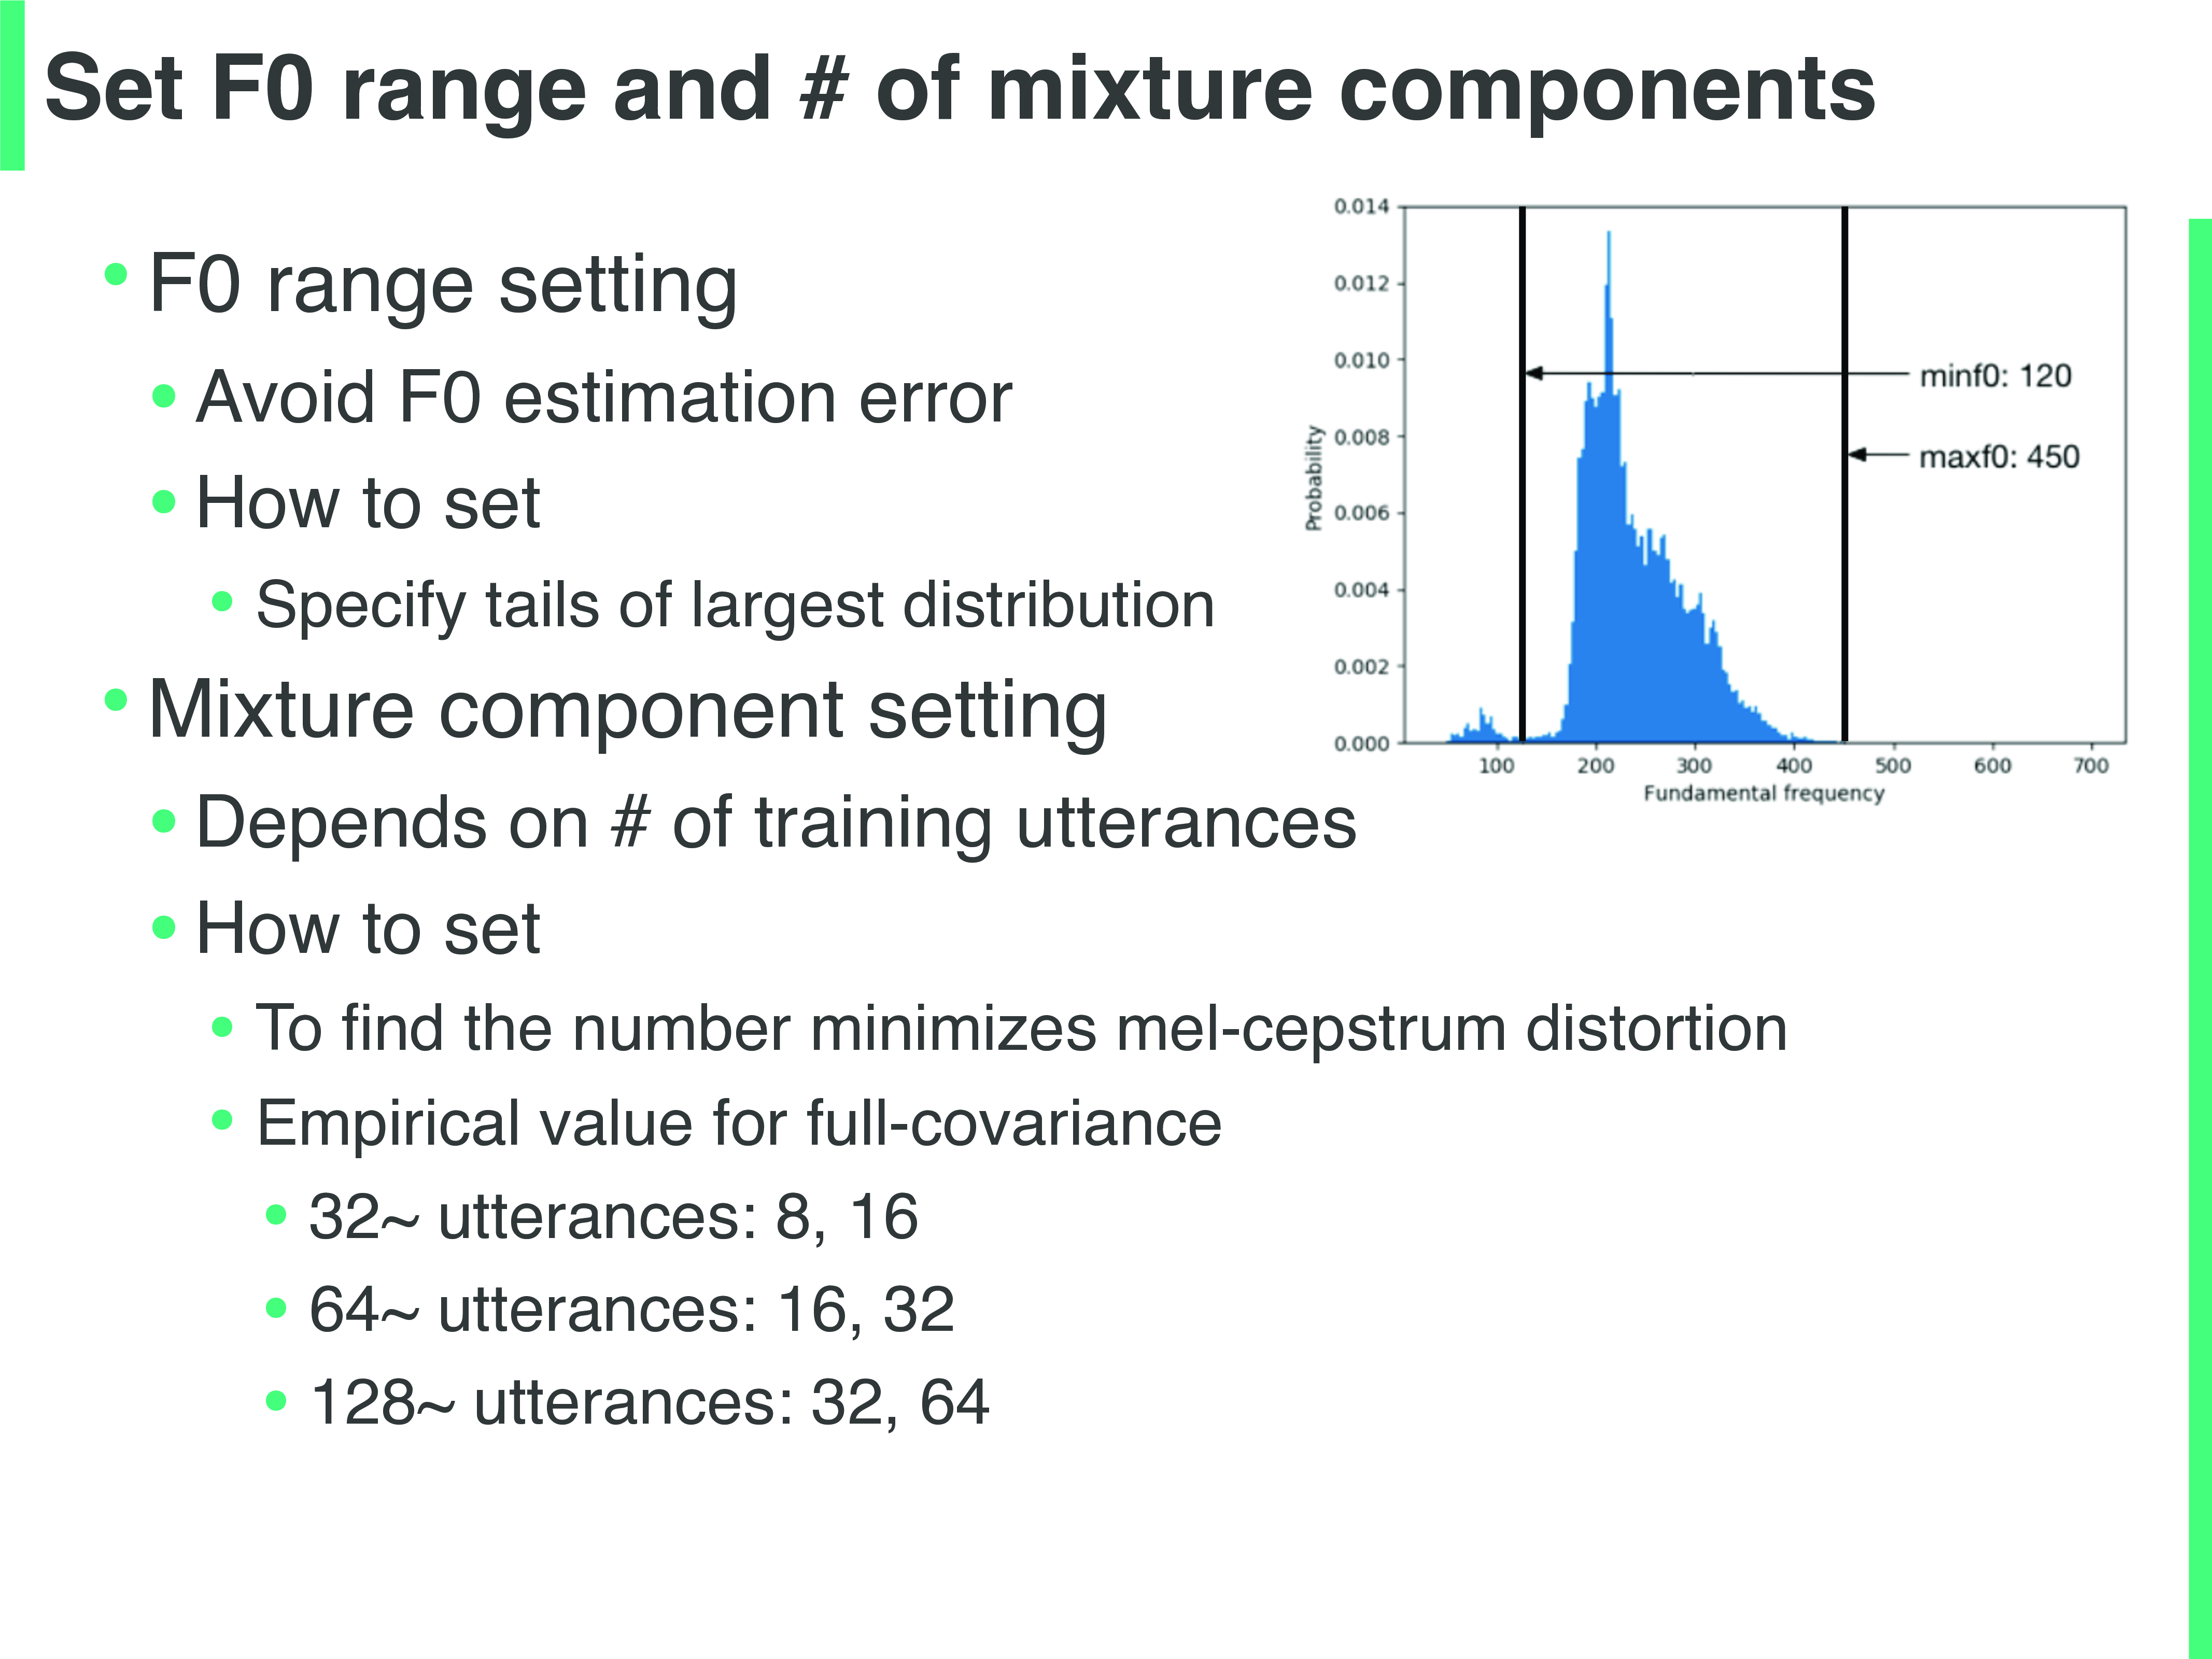 Set F0 range and # of mixture components
• F0 range setting
• Avoid F0 estimation error
• How to set
• Specify tails of largest distribution
• Mixture component setting
• Depends on # of training utterances
• How to set
• To find the number minimizes mel-cepstrum distortion
• Empirical value for full-covariance
• 32~ utterances: 8, 16
• 64~ utterances: 16, 32
• 128~ utterances: 32, 64
0.014
0.012
0.010
0.008
0.006
0.004
0.002
0.000
Probability
minf0: 120
maxf0: 450
100 200 300 400 500 600 700
Fundamental frequency